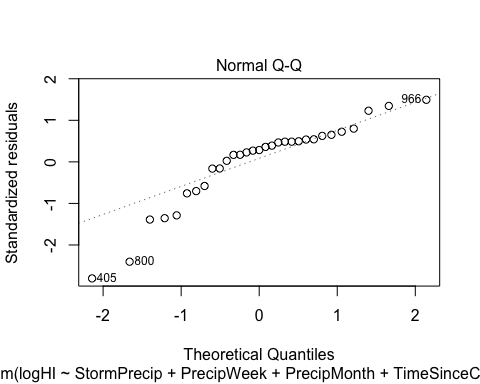 Normal Q-Q
Standardized residuals
2
1
0
-1
-2
966
800
405
-2 -1 0 1 2
Theoretical Quantiles
m(logHI ~ StormPrecip + PrecipWeek + PrecipMonth + TimeSinceC